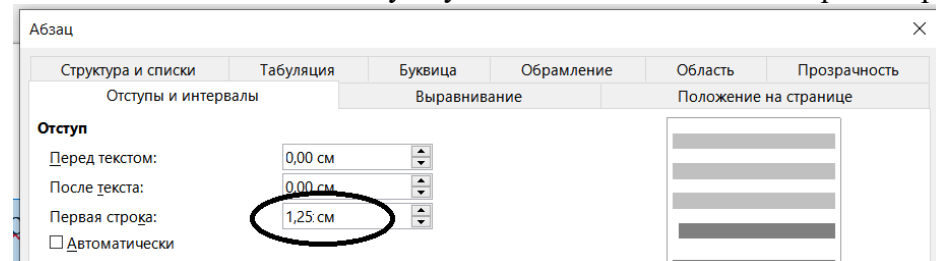 Абзац
Структура и списки Табуляция Буквица Обрамление Область Прозрачность
Отступы и интервалы Выравнивание Положение на странице
Отступ
Перед текстом: 0,00 см
После текста: 0,00 см
Первая строка: 1,25 см
Автоматически